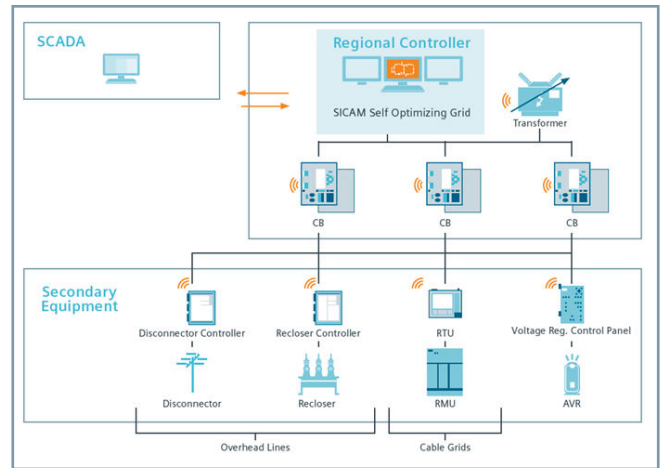 SCADA
Regional Controller
SICAM Self Optimizing Grid
Transformer
CB
CB
CB
Secondary
Equipment
Disconnector Controller
Recloser Controller
RTU
Voltage Reg. Control Panel
Disconnector
Recloser
RMU
AVR
Overhead Lines
Cable Grids